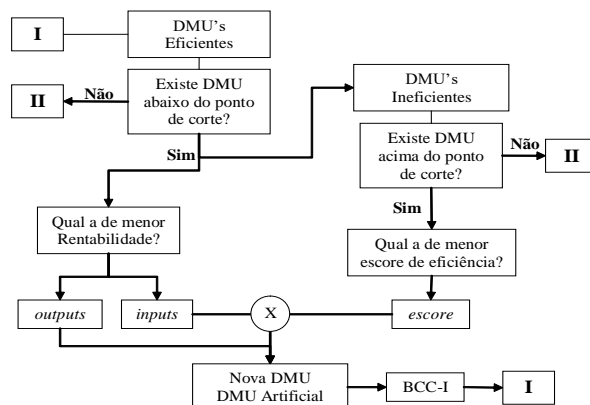 I
DMU's
Eficientes
II
Não
Existe DMU
abaixo do ponto
de corte?
Sim
DMU's
Ineficientes
Existe DMU
acima do ponto
de corte?
Não
II
Sim
Qual a de menor
Rentabilidade?
Qual a de menor
escore de eficiência?
outputs
inputs
X
escore
Nova DMU
DMU Artificial
BCC-I
I